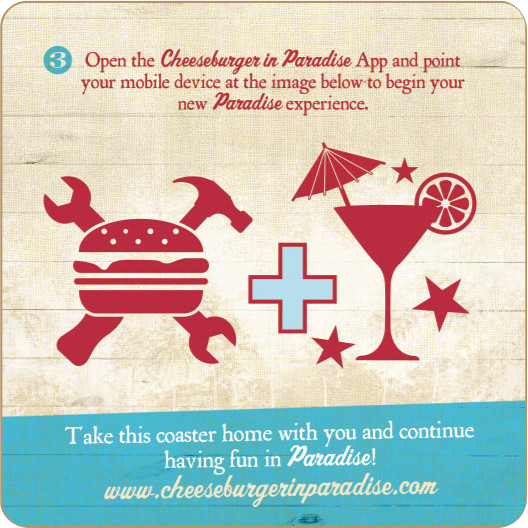 3 Open the Cheeseburger in Paradise App and point
your mobile device at the image below to begin your
new Paradise experience.
Take this coaster home with you and continue
having fun in Paradise!
www.cheeseburgerinparadise.com